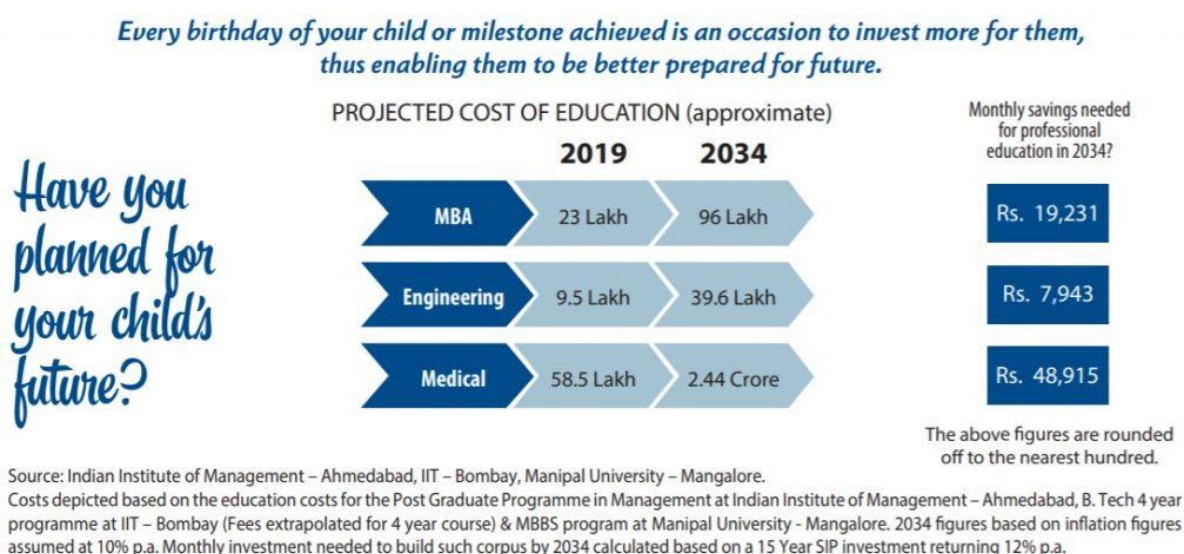 Every birthday of your child or milestone achieved is an occasion to invest more for them,
thus enabling them to be better prepared for future.
Have you
planned for
your child's
future?
PROJECTED COST OF EDUCATION (approximate)
2019 2034
MBA 23 Lakh 96 Lakh
Engineering 9.5 Lakh 39.6 Lakh
Medical 58.5 Lakh 2.44 Crore
Monthly savings needed
for professional
education in 2034?
Rs. 19,231
Rs. 7,943
Rs. 48,915
The above figures are rounded
off to the nearest hundred.
Source: Indian Institute of Management – Ahmedabad, IIT – Bombay, Manipal University – Mangalore.
Costs depicted based on the education costs for the Post Graduate Programme in Management at Indian Institute of Management – Ahmedabad, B. Tech 4 year
programme at IIT – Bombay (Fees extrapolated for 4 year course) & MBBS program at Manipal University - Mangalore. 2034 figures based on inflation figures
assumed at 10% p.a. Monthly investment needed to build such corpus by 2034 calculated based on a 15 Year SIP investment returning 12% p.a.